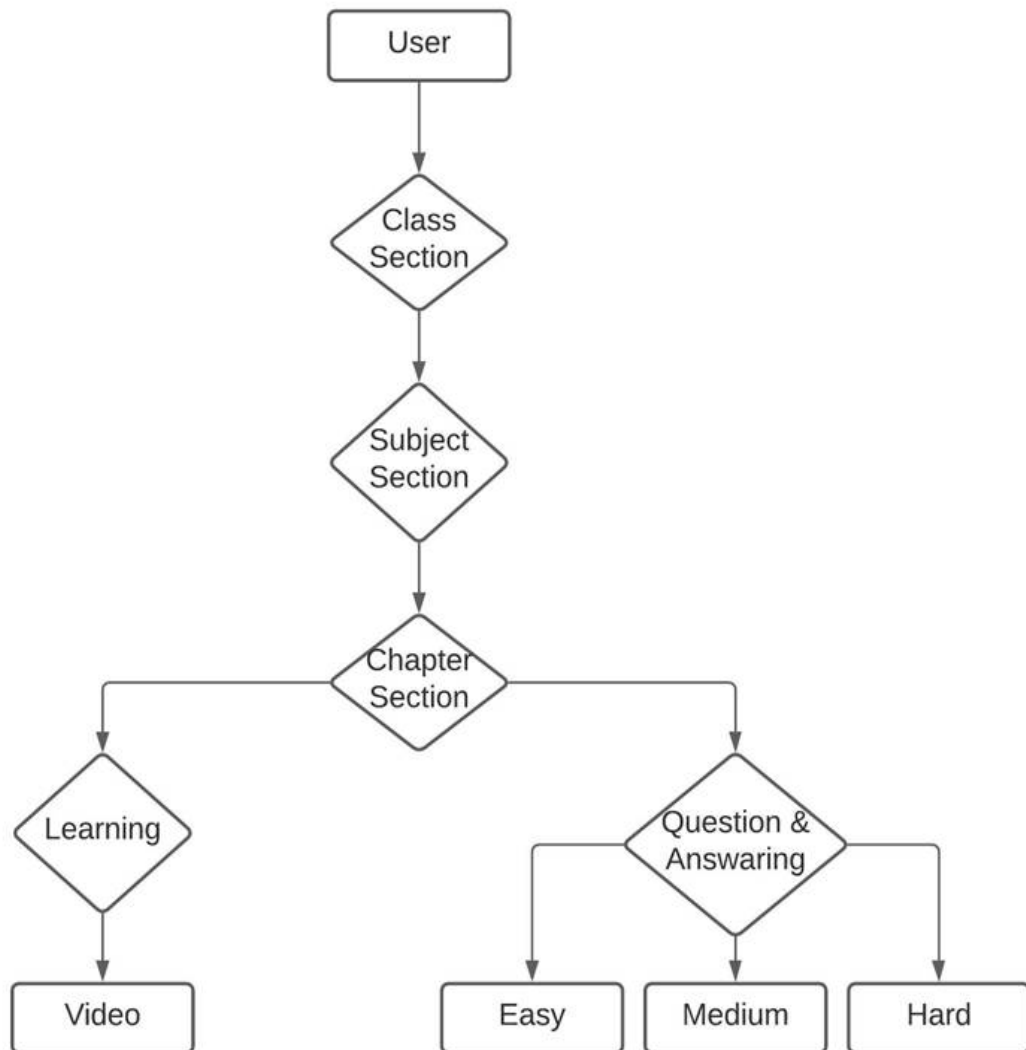 User
Class
Section
Subject
Section
Chapter
Section
Learning
Question &
Answaring
Video
Easy
Medium
Hard